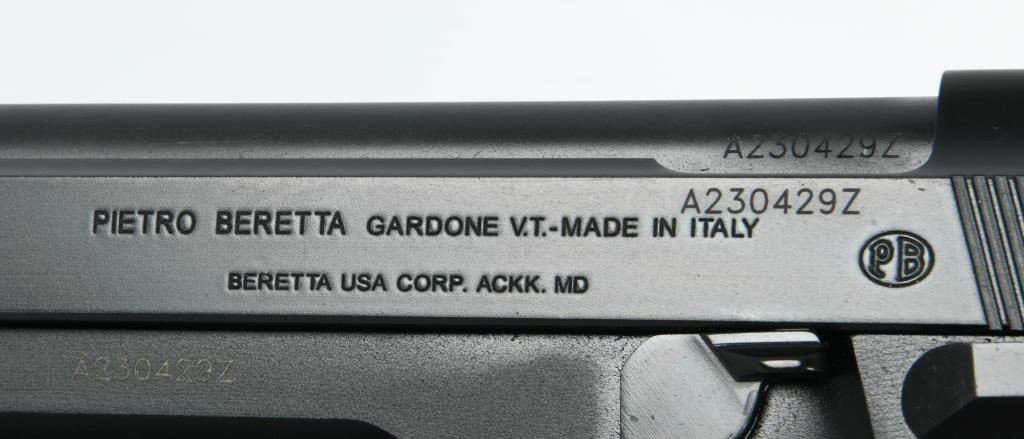 A230429Z
A230429Z
PIETRO BERETTA GARDONE V.T.-MADE IN ITALY
PB
BERETTA USA CORP. ACKK. MD
A230429Z